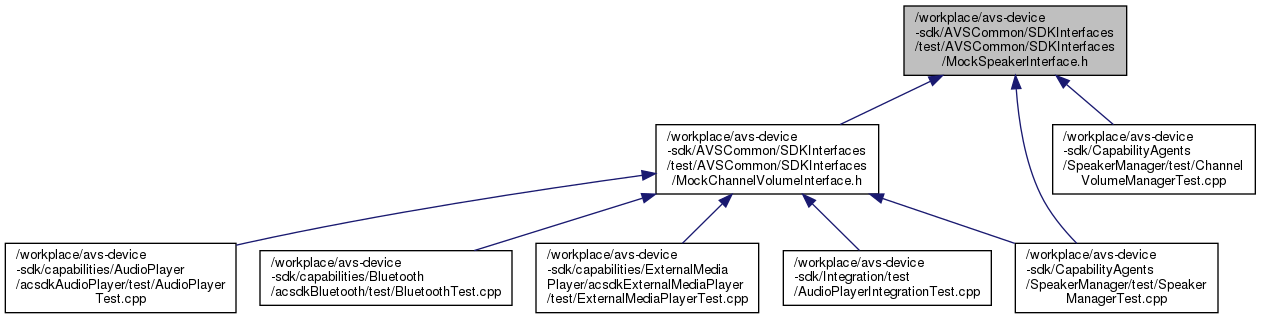 /workplace/avs-device
-sdk/AVSCommon/SDKInterfaces
/test/AVSCommon/SDKInterfaces
/MockSpeakerInterface.h
/workplace/avs-device
-sdk/AVSCommon/SDKInterfaces
/test/AVSCommon/SDKInterfaces
/MockChannelVolumeInterface.h
/workplace/avs-device
-sdk/CapabilityAgents
/SpeakerManager/test/Channel
VolumeManagerTest.cpp
/workplace/avs-device
-sdk/capabilities/AudioPlayer
/acsdkAudioPlayer/test/AudioPlayer
Test.cpp
/workplace/avs-device
-sdk/capabilities/Bluetooth
/acsdkBluetooth/test/BluetoothTest.cpp
/workplace/avs-device
-sdk/capabilities/ExternalMedia
Player/acsdkExternalMediaPlayer
/test/ExternalMediaPlayerTest.cpp
/workplace/avs-device
-sdk/Integration/test
/AudioPlayerIntegrationTest.cpp
/workplace/avs-device
-sdk/CapabilityAgents
/SpeakerManager/test/Speaker
ManagerTest.cpp